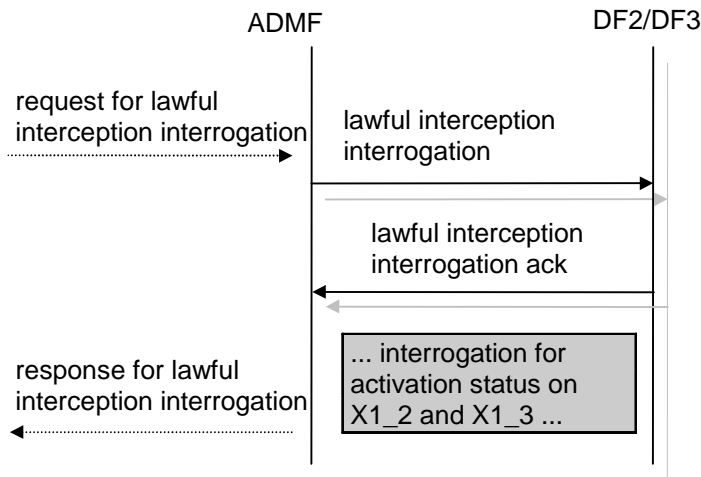 ADMF
DF2/DF3
request for lawful
interception interrogation
lawful interception
interrogation
lawful interception
interrogation ack
... interrogation for
activation status on
X1_2 and X1_3 ...
response for lawful
interception interrogation